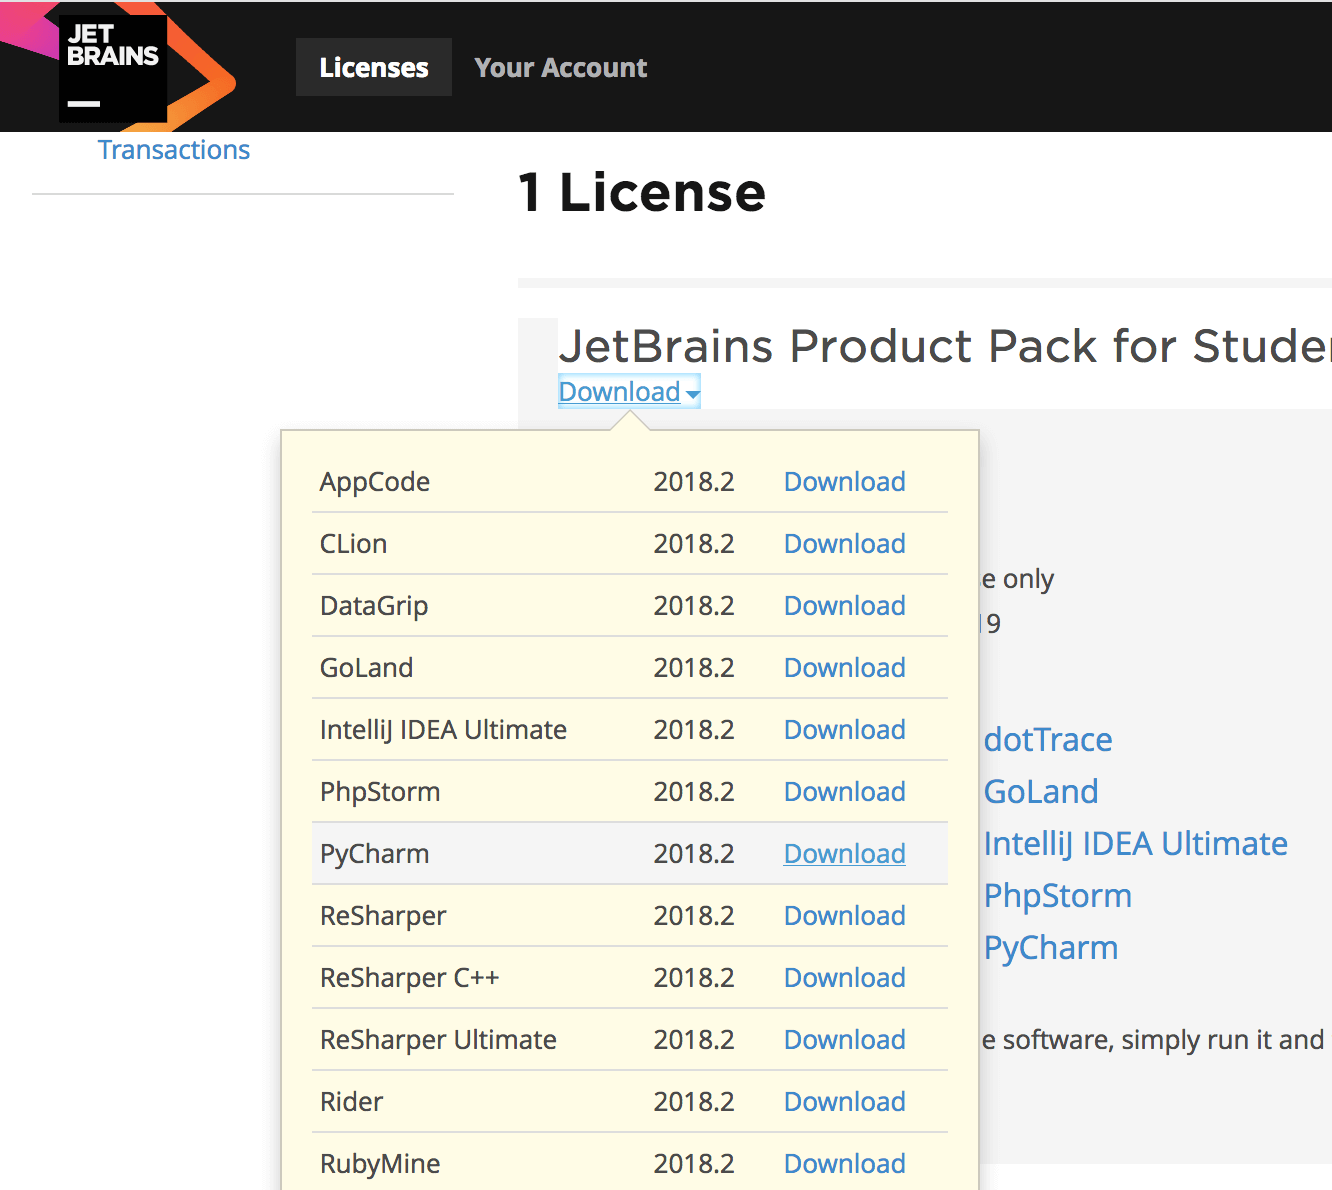 JET
BRAINS
Licenses
Your Account
Transactions
1 License
JetBrains Product Pack for Studen
Download
AppCode 2018.2 Download
CLion 2018.2 Download
e only
DataGrip 2018.2 Download
19
GoLand 2018.2 Download
IntelliJ IDEA Ultimate 2018.2 Download
dotTrace
PhpStorm 2018.2 Download
GoLand
PyCharm 2018.2 Download
IntelliJ IDEA Ultimate
ReSharper 2018.2 Download
PhpStorm
ReSharper C++ 2018.2 Download
PyCharm
ReSharper Ultimate 2018.2 Download
e software, simply run it and
Rider 2018.2 Download
RubyMine 2018.2 Download